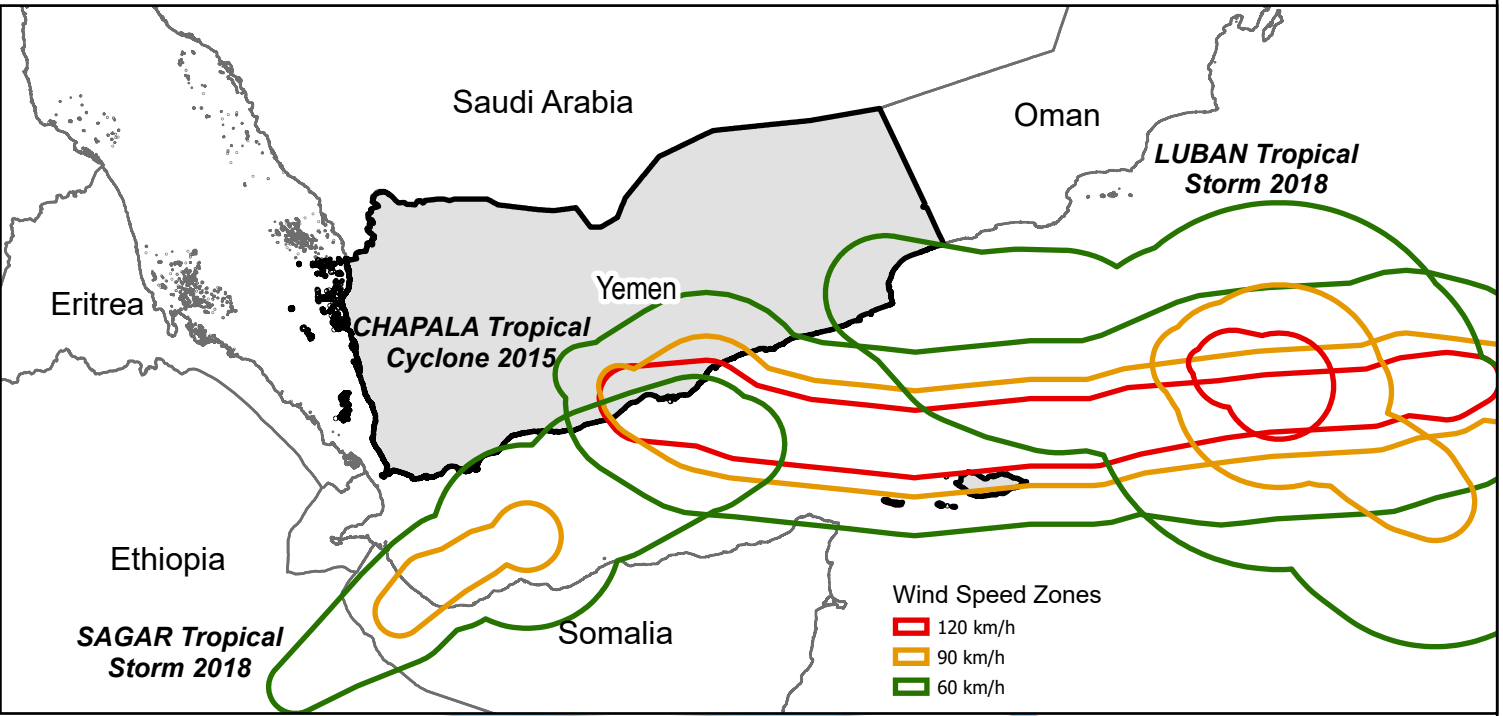 Saudi Arabia
Oman
LUBAN Tropical
Storm 2018
Yemen
Eritrea
CHAPALA Tropical
Cyclone 2015
Ethiopia
SAGAR Tropical
Storm 2018
Somalia
Wind Speed Zones
120 km/h
90 km/h
60 km/h